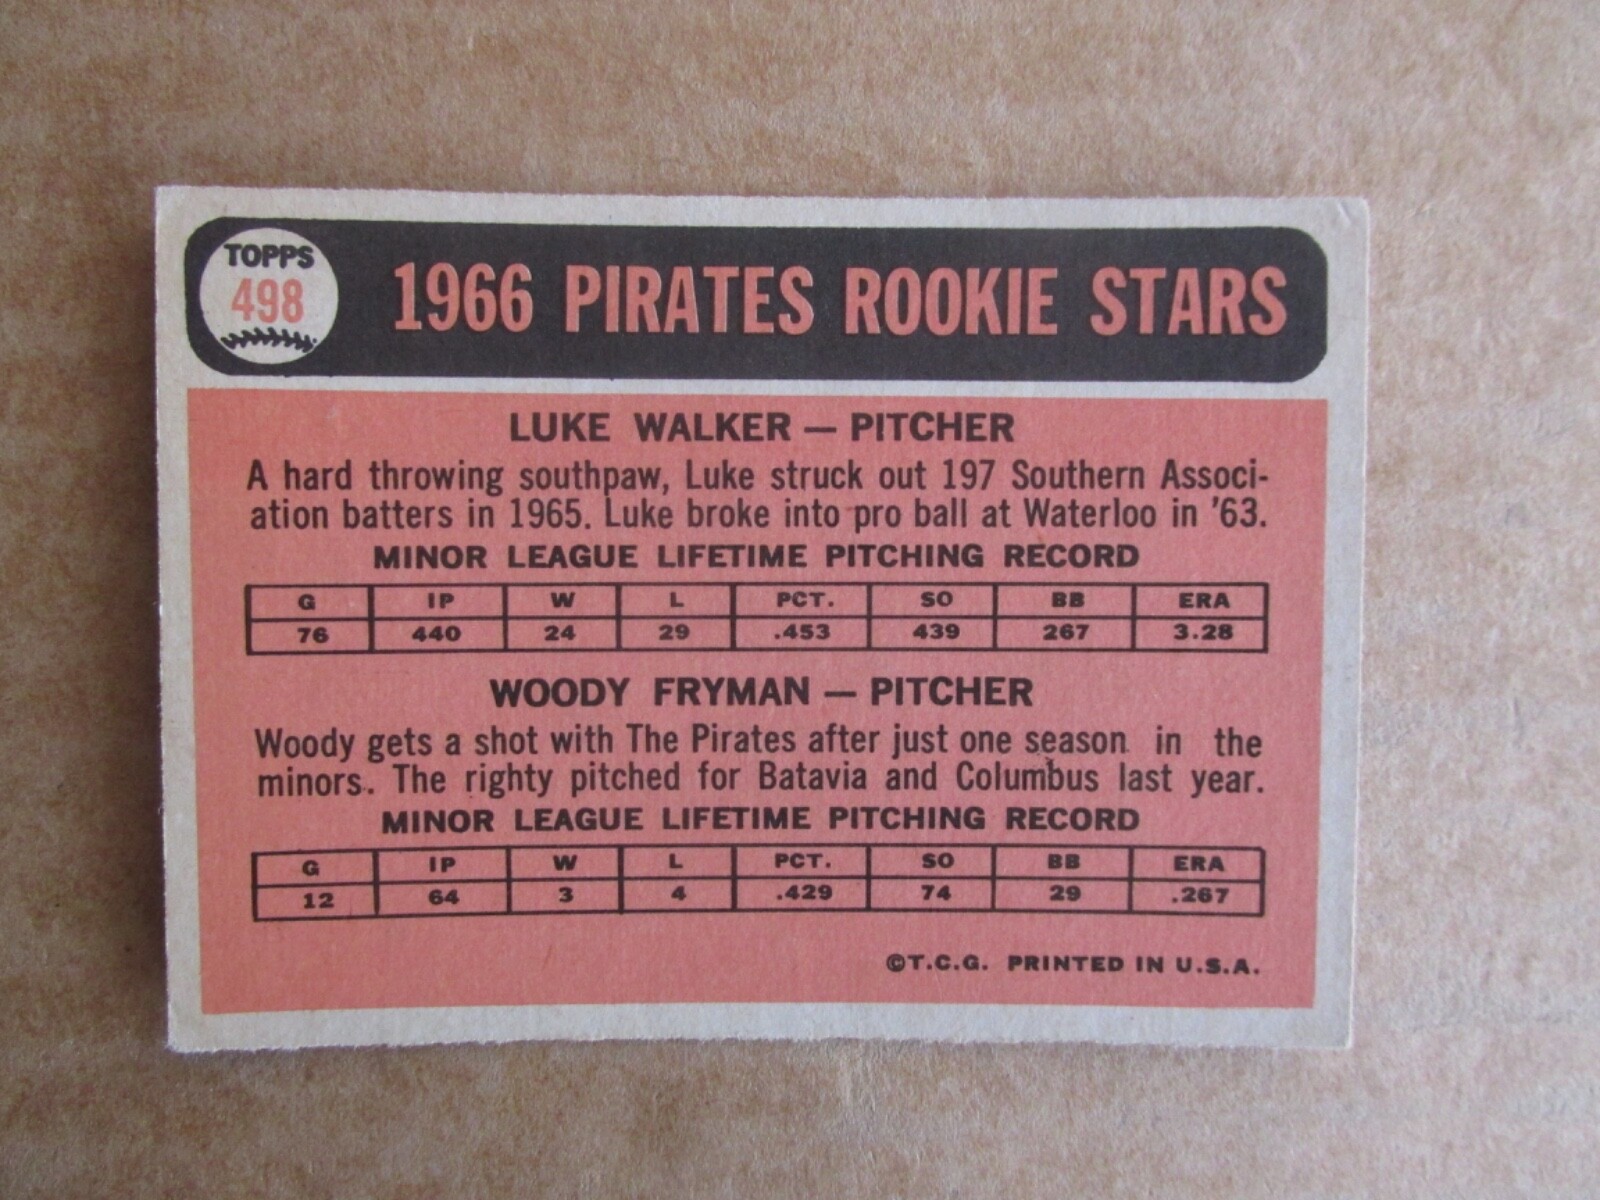 TOPPS
498
1966 PIRATES ROOKIE STARS
LUKE WALKER — PITCHER
A hard throwing southpaw, Luke struck out 197 Southern Associ-
ation batters in 1965. Luke broke into pro ball at Waterloo in '63.
MINOR LEAGUE LIFETIME PITCHING RECORD
G IP W L PCT. SO BB ERA
76 440 24 29 .453 439 267 3.28
WOODY FRYMAN — PITCHER
Woody gets a shot with The Pirates after just one season in the
minors. The righty pitched for Batavia and Columbus last year.
MINOR LEAGUE LIFETIME PITCHING RECORD
G IP W L PCT. SO BB ERA
12 64 3 4 .429 74 29 .267
©T.C.G. PRINTED IN U.S.A.